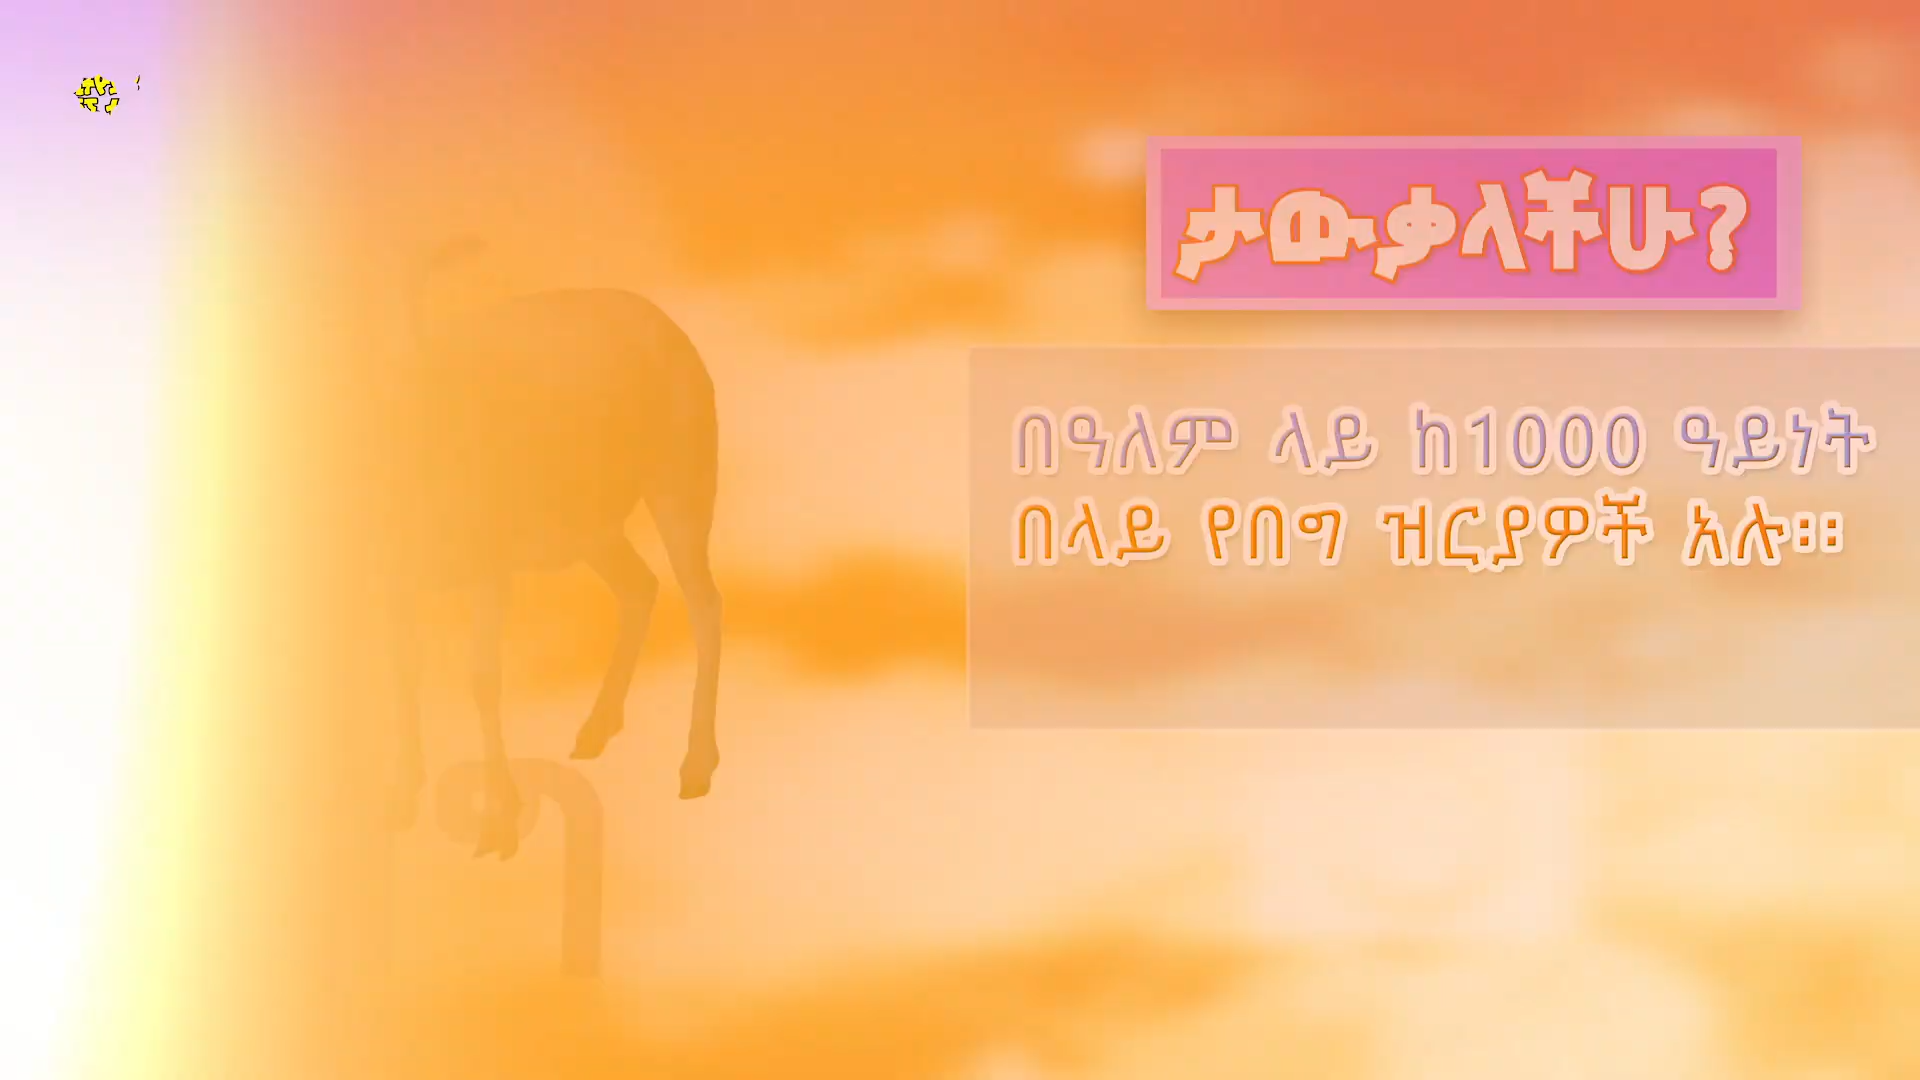 ታውቃላችሁ?
በዓለም ላይ ከ1000 ዓይነት
በላይ የበግ ዝርያዎች አሉ።